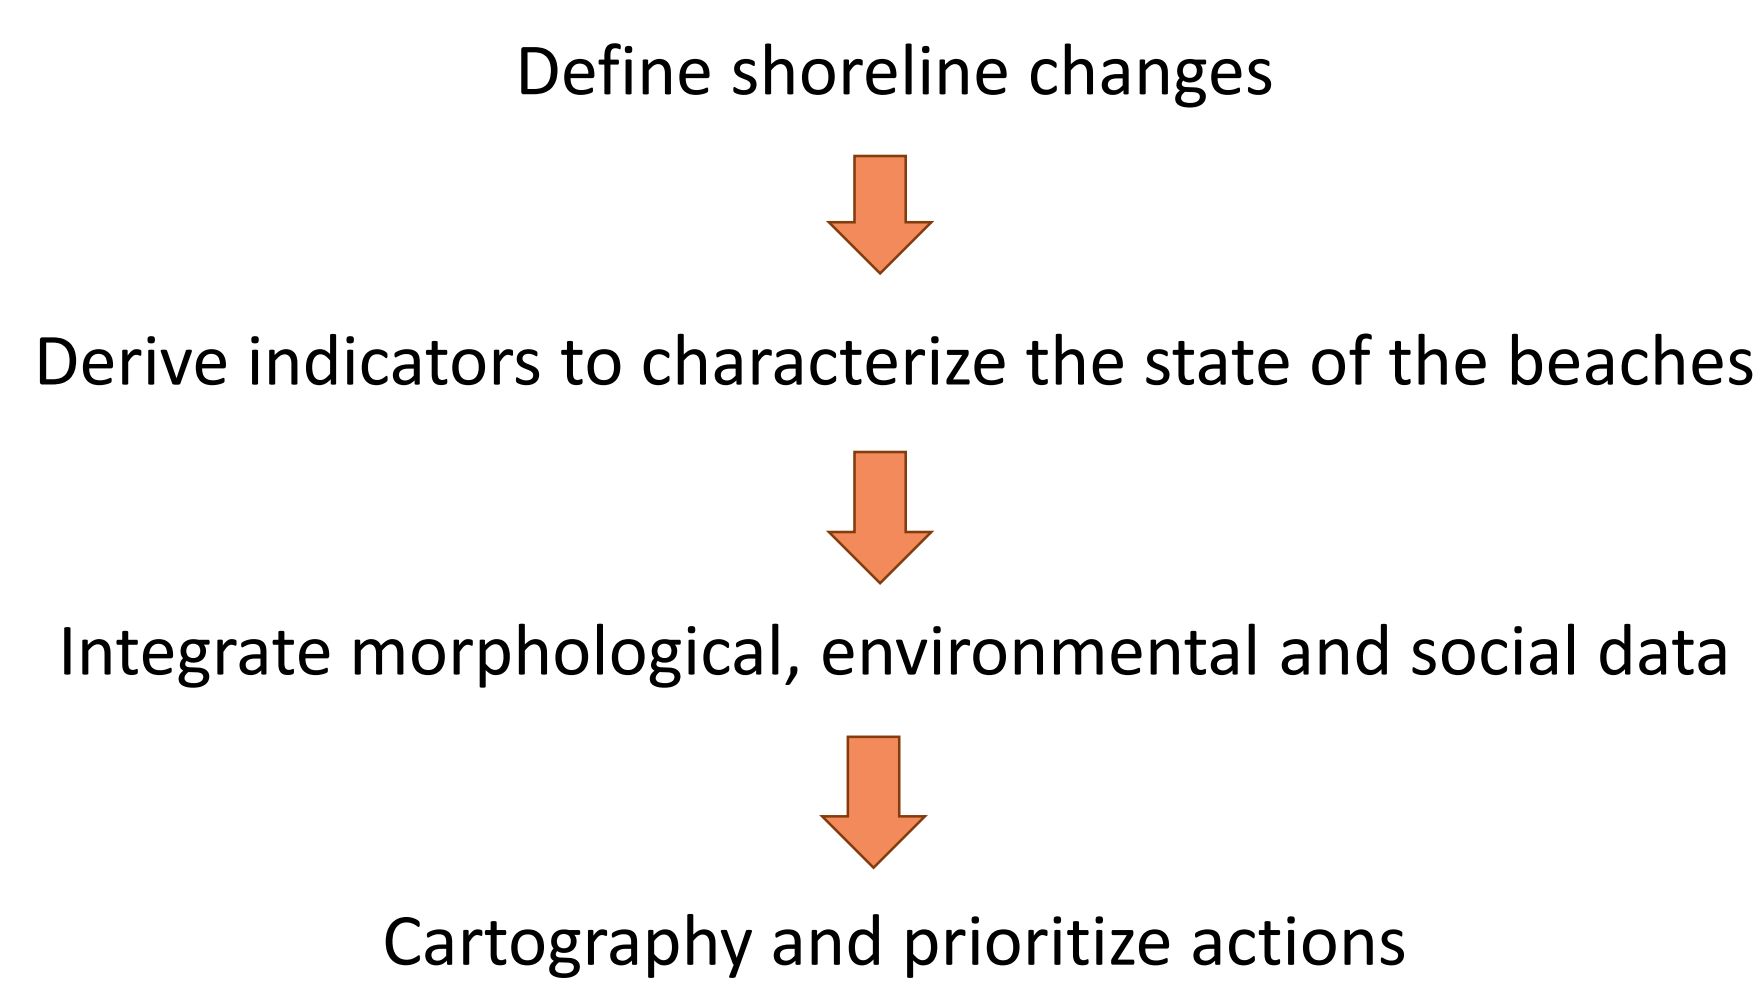 Define shoreline changes
Derive indicators to characterize the state of the beaches
Integrate morphological, environmental and social data
Cartography and prioritize actions